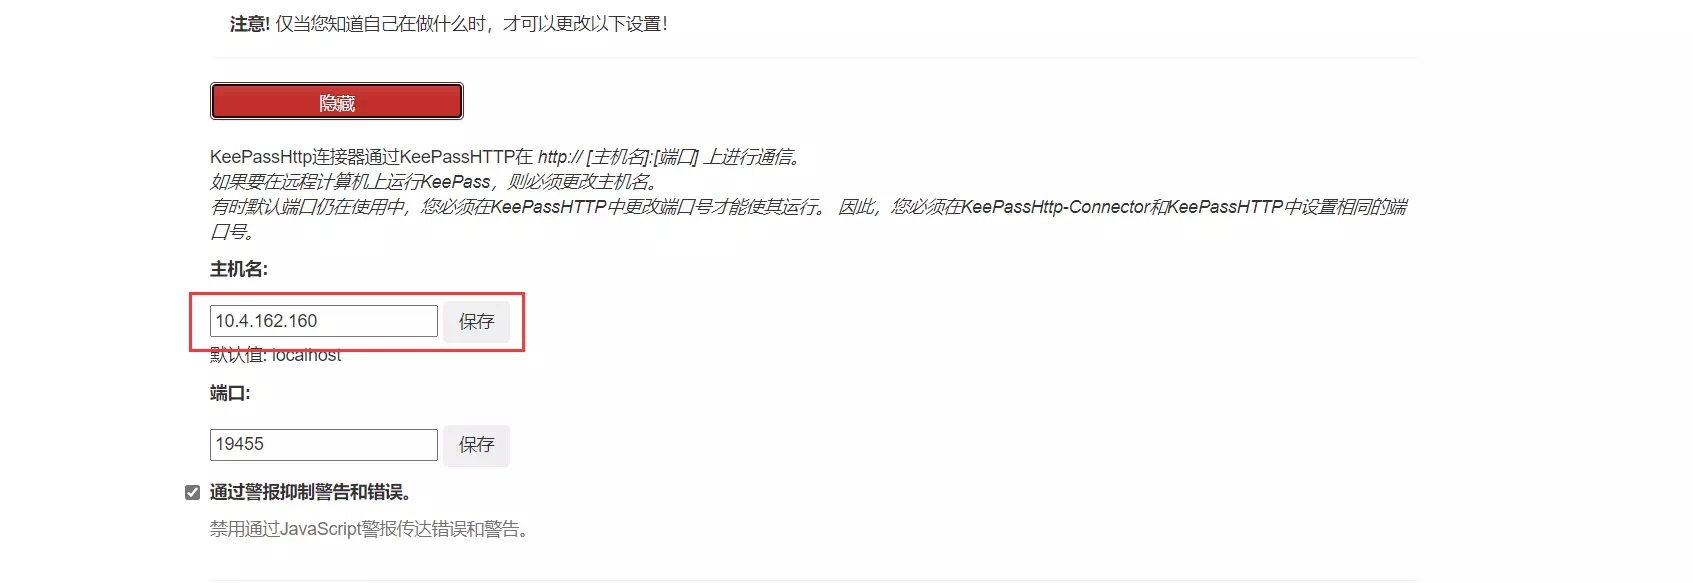 注意! 仅当您知道自己在做什么时，才可以更改以下设置！
隐藏
KeePassHttp连接器通过KeePassHTTP在 http:// [主机名]:[端口] 上进行通信。
如果要在远程计算机上运行KeePass，则必须更改主机名。
有时默认端口仍在使用中，您必须在KeePassHTTP中更改端口号才能使其运行。 因此，您必须在KeePassHttp-Connector和KeePassHTTP中设置相同的端
口号。
主机名:
10.4.162.160 保存
默认值: localhost
端口:
19455 保存
通过警报抑制警告和错误。
禁用通过JavaScript警报传达错误和警告。